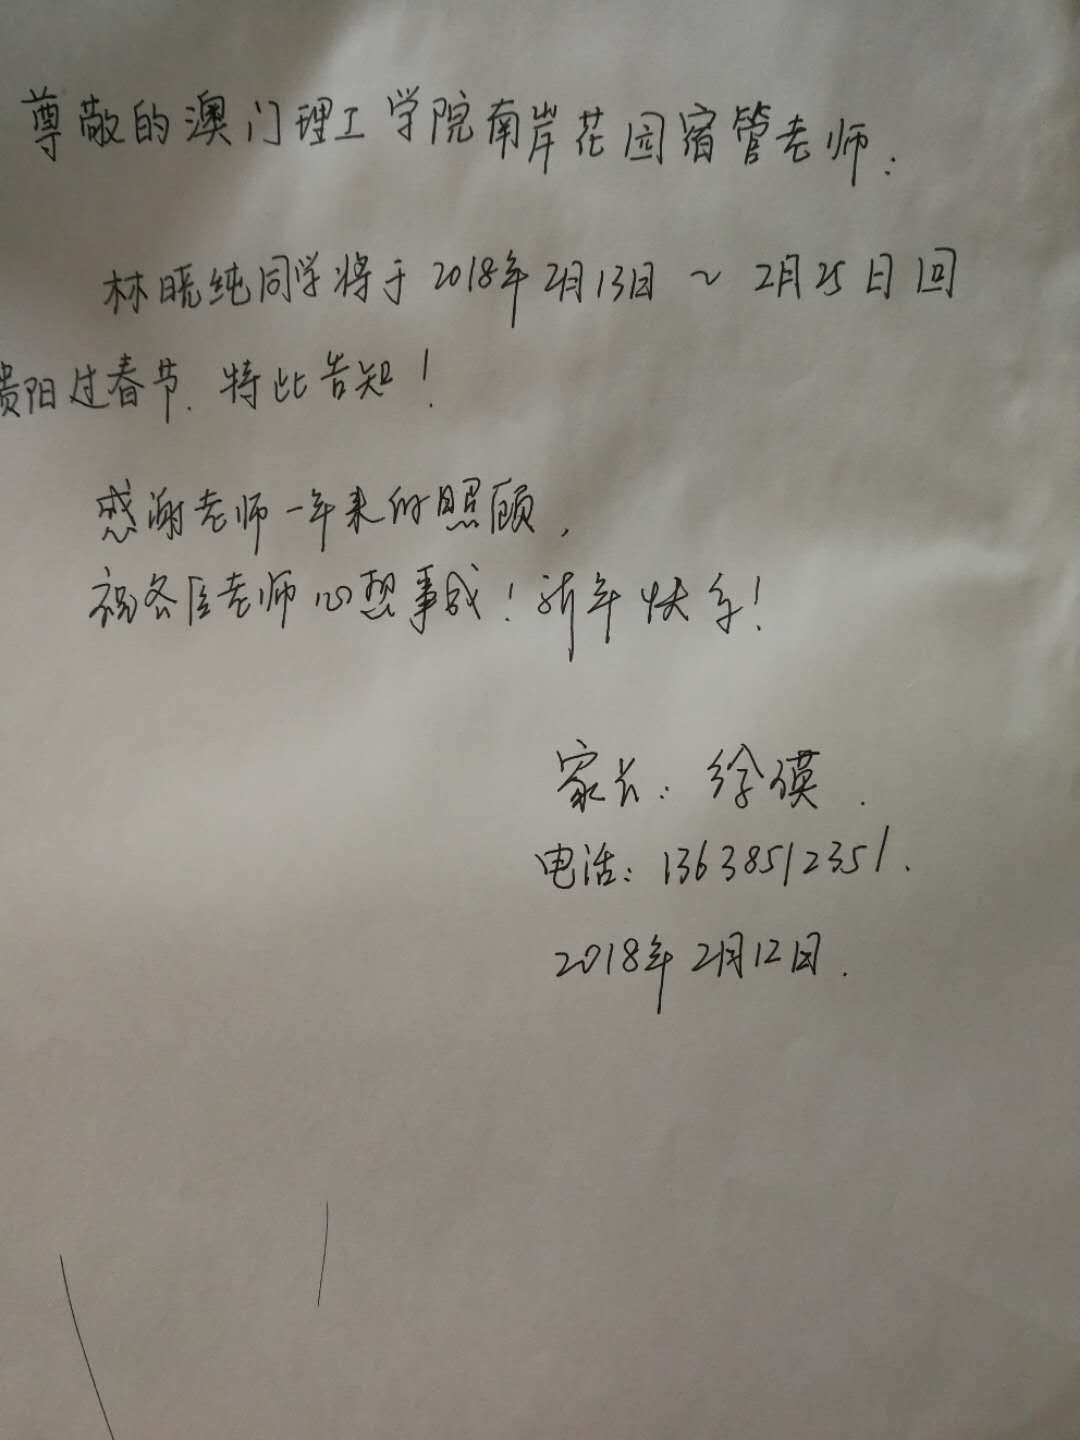 尊敬的澳门理工学院南岸花园宿管老师:
林晓纯同学将于2018年2月13日~2月25日回
贵阳过春节.特此告知!
感谢老师一年来的照顾,
祝各位老师心想事成!新年快乐!
家长:徐瑛.
电话:13638512351.
2018年2月12日.